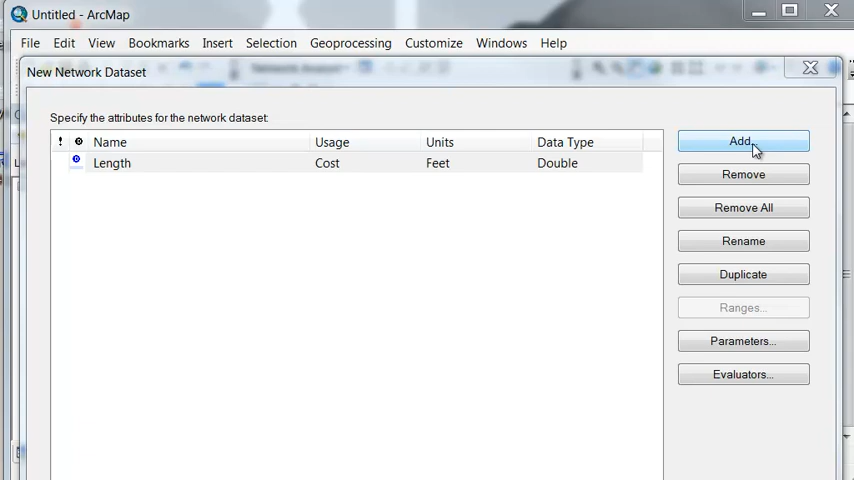 Untitled - ArcMap
File Edit View Bookmarks Insert Selection Geoprocessing Customize Windows Help
New Network Dataset
Specify the attributes for the network dataset:
! Name Usage Units Data Type
Length Cost Feet Double
Add...
Remove
Remove All
Rename
Duplicate
Ranges...
Parameters...
Evaluators...